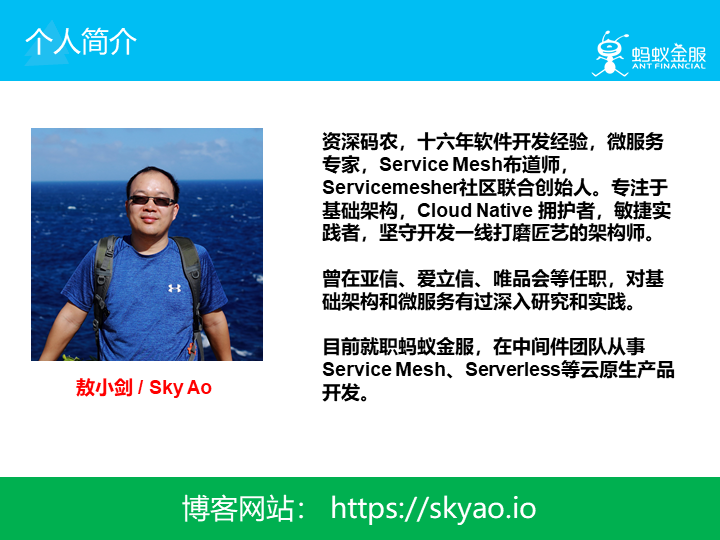 个人简介
蚂蚁金服
ANT FINANCIAL
资深码农，十六年软件开发经验，微服务
专家，Service Mesh布道师，
Servicemesher社区联合创始人。专注于
基础架构，Cloud Native 拥护者，敏捷实
践者，坚守开发一线打磨匠艺的架构师。
曾在亚信、爱立信、唯品会等任职，对基
础架构和微服务有过深入研究和实践。
目前就职蚂蚁金服，在中间件团队从事
Service Mesh、Serverless等云原生产品
开发。
敖小剑 / Sky Ao
博客网站： https://skyao.io